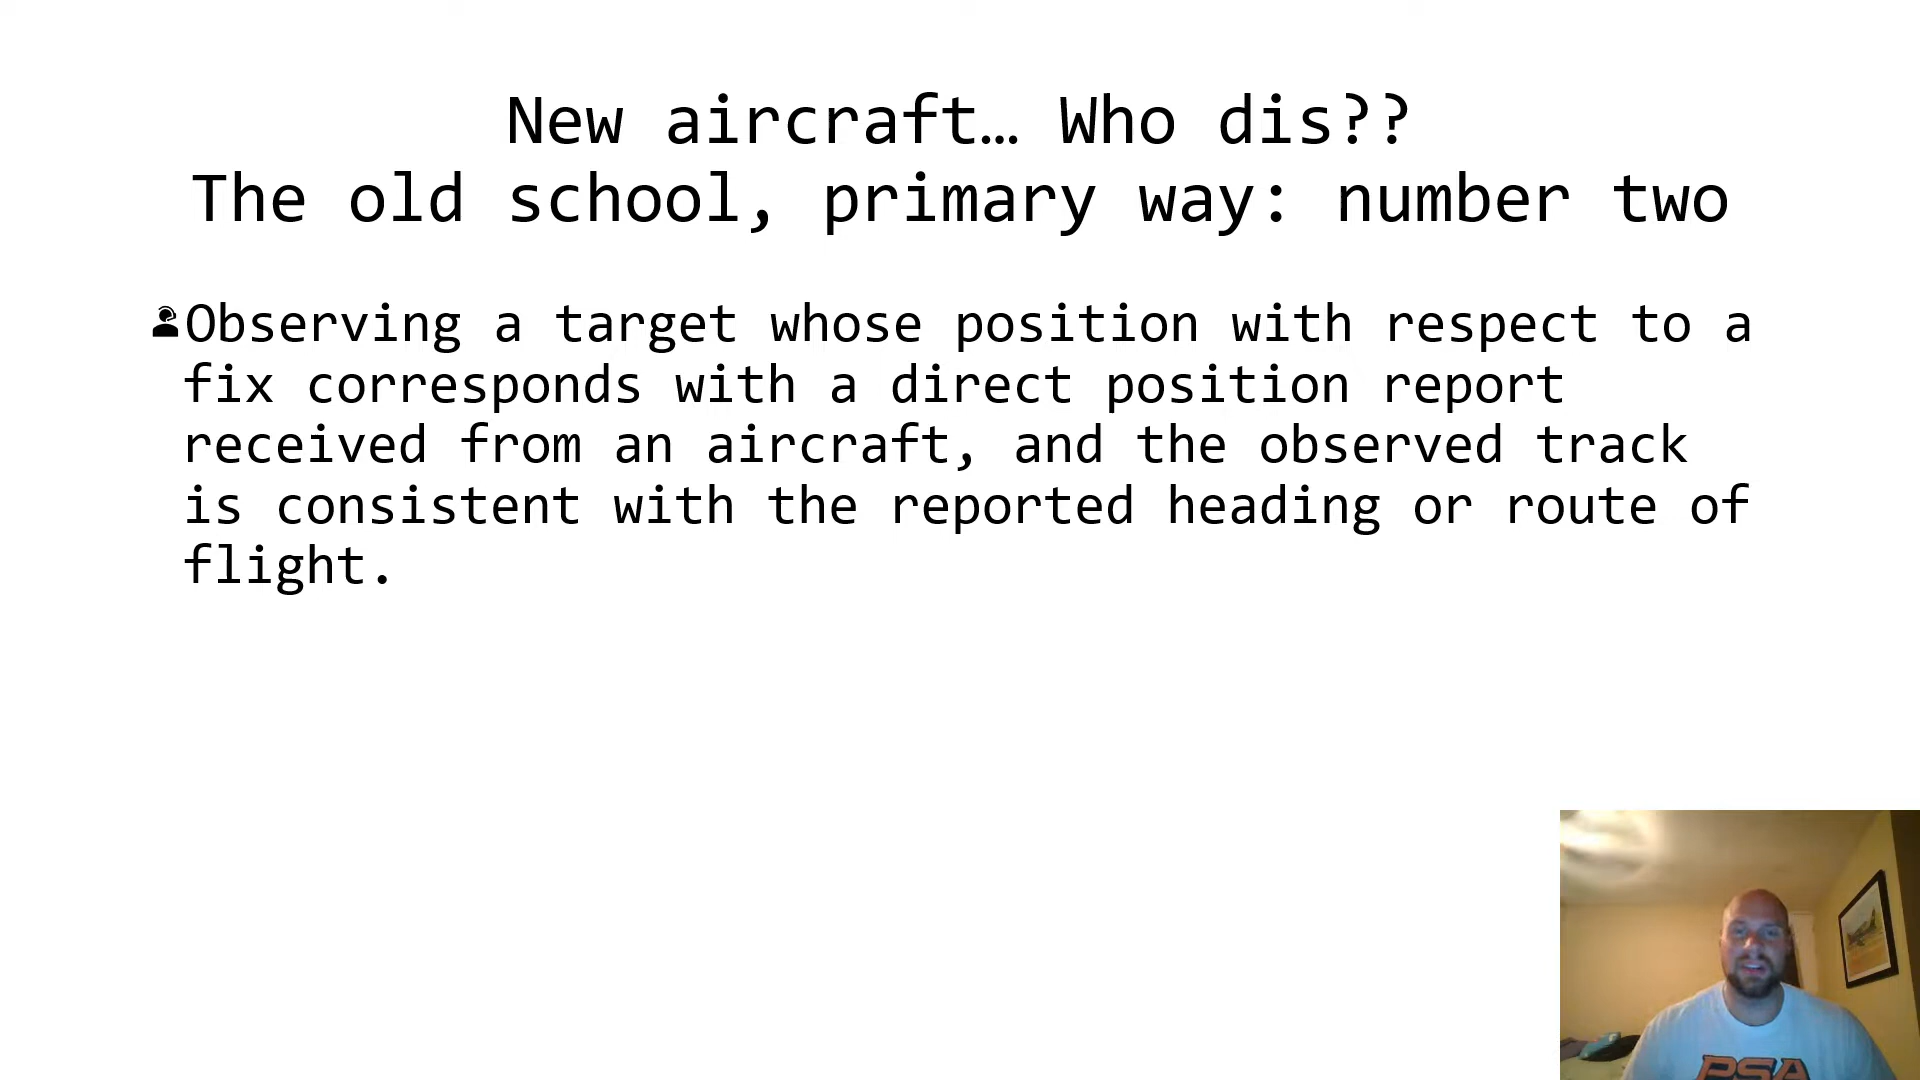 New aircraft… Who dis??
The old school, primary way: number two
Observing a target whose position with respect to a
fix corresponds with a direct position report
received from an aircraft, and the observed track
is consistent with the reported heading or route of
flight.
PSA